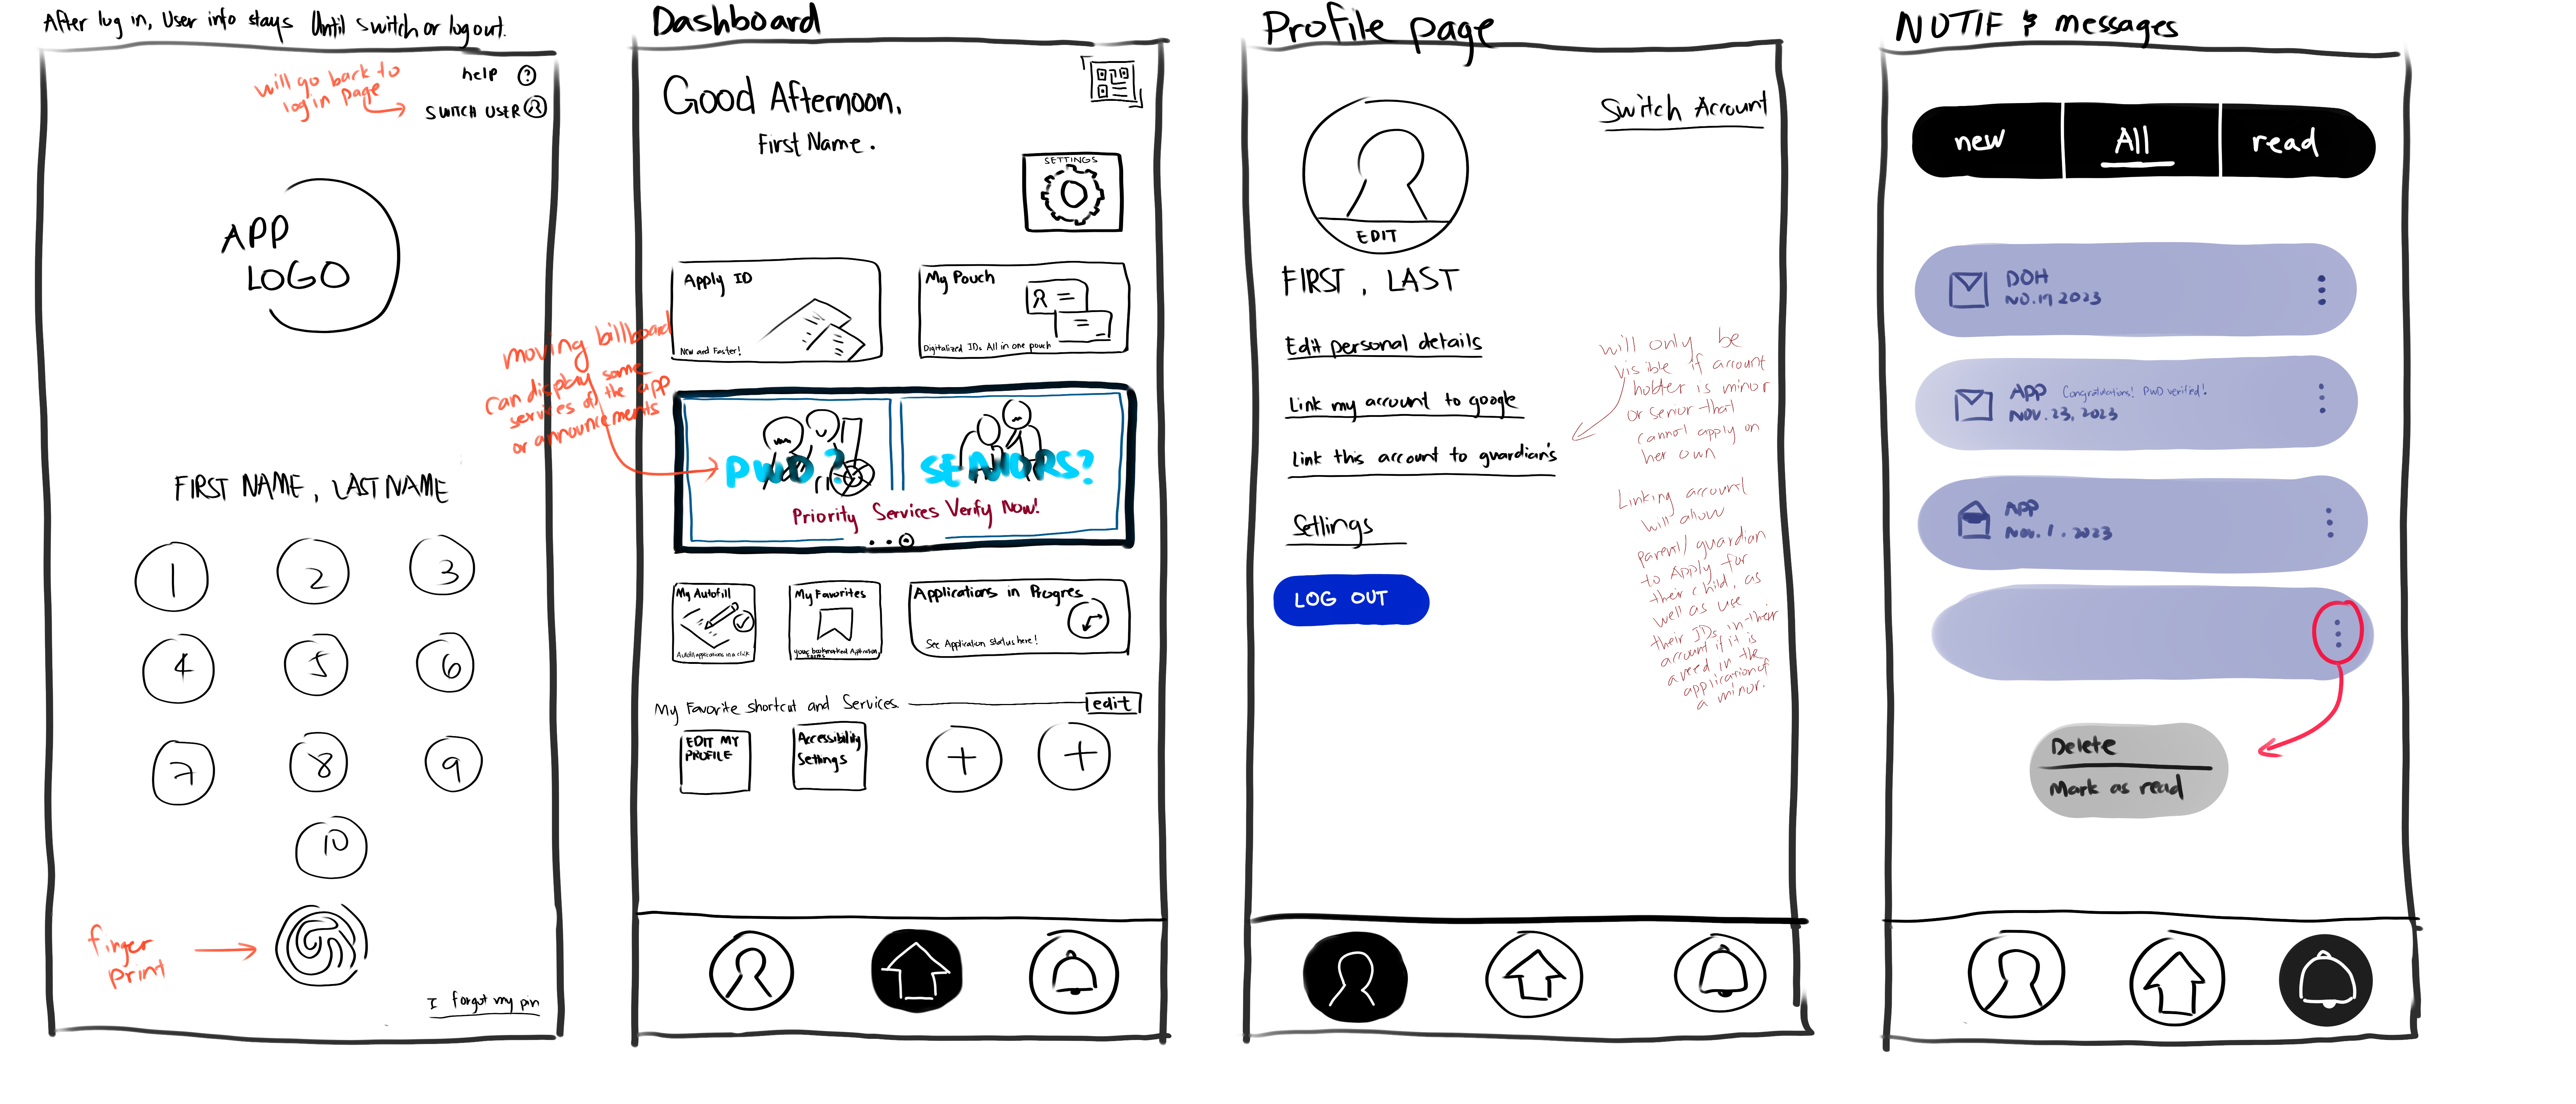 After log in, User info stays Until switch or logout.
will go back to
log in page
help ?
SWITCH USER
APP
LOGO
FIRST NAME, LAST NAME
1 2 3
4 5 6
7 8 9
10
finger
print
I forgot my pin
Dashboard
Good Afternoon,
First Name.
SETTINGS
Apply ID
New and Faster!
My Pouch
Digitalized IDs All in one pouch
moving billboard
can display some
services of the app
or announcements
PWD?
SENIORS?
Priority Services Verify Now!
My Autofill
Autofill applications in a click
My Favorites
your bookmarked Application
forms
Applications in Progres
See Application status here!
My Favorite shortcut and Services.
edit
EDIT MY
PROFILE
Accessibility
Settings
+ +
Profile page
Switch Account
EDIT
FIRST, LAST
Edit personal details
Link my account to google
Link this account to guardian's
Settings
LOG OUT
will only be
visible if account
holder is minor
or senior that
cannot apply on
her own
Linking account
will allow
parent/guardian
to Apply for
their child, as
well as use
their IDs in their
account if it is
a need in the
application of
a minor.
NOTIF & messages
new All read
DOH
NO. 19 2023
APP Congratulations! PWD verified!
NOV. 23, 2023
APP
Nov. 1. 2023
Delete
Mark as read